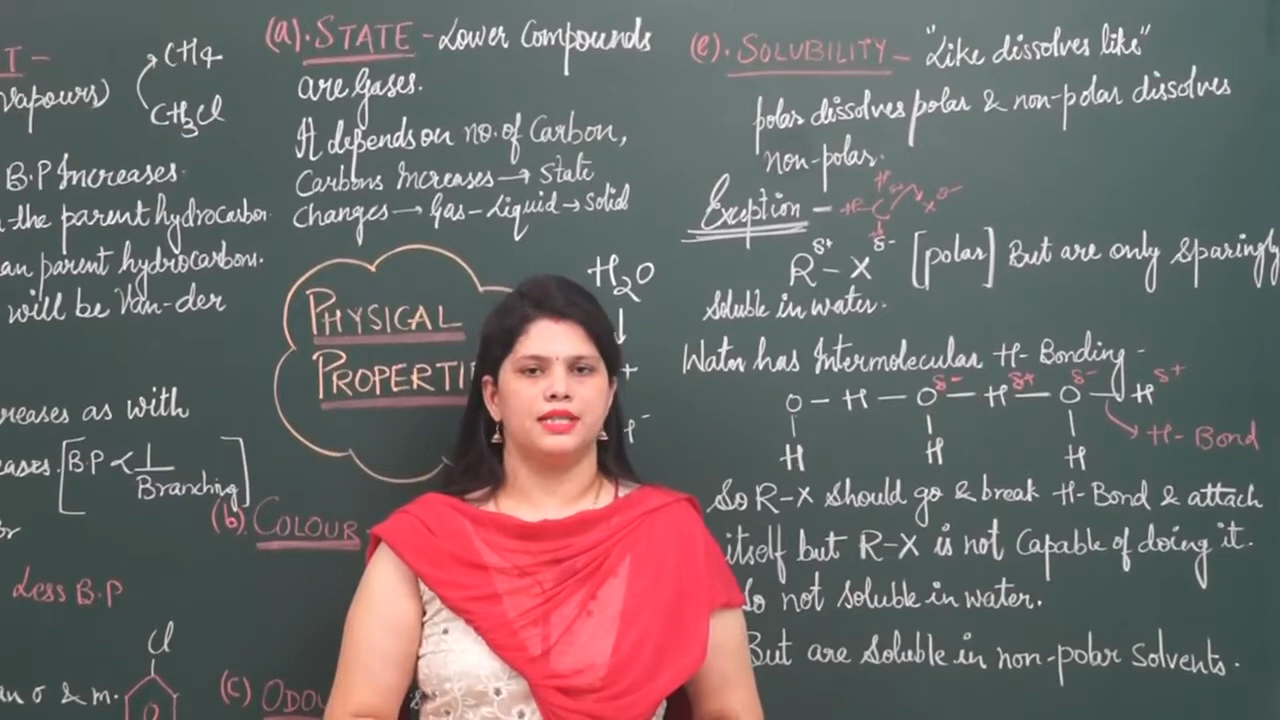 T -
Vapours)
CH4
CH3Cl
B.P Increases.
the parent hydrocarbon.
an parent hydrocarbons.
will be Van-der
reases as with
eases. [B.P ∝ 1/Branching]
or
Less B.P
Cl
an o & m.
(a). STATE - Lower Compounds
are Gases.
It depends on no. of Carbon,
Carbons Increases → State
Changes → Gas - Liquid → Solid
PHYSICAL
PROPERTI
H2O
↓
+
(b). COLOUR
(c) ODOU
(e). SOLUBILITY - "Like dissolves like"
polar dissolves polar & non-polar dissolves
non-polar.
Exception -
R^δ+ - X^δ- [polar] But are only Sparingly
Soluble in water.
Water has Intermolecular H-Bonding -
O - H - O^δ- - H^δ+ - O^δ- - H^δ+
H H H
H-Bond
So R-X should go & break H-Bond & attach
itself but R-X is not Capable of doing it.
So not Soluble in water.
But are Soluble in non-polar Solvents.